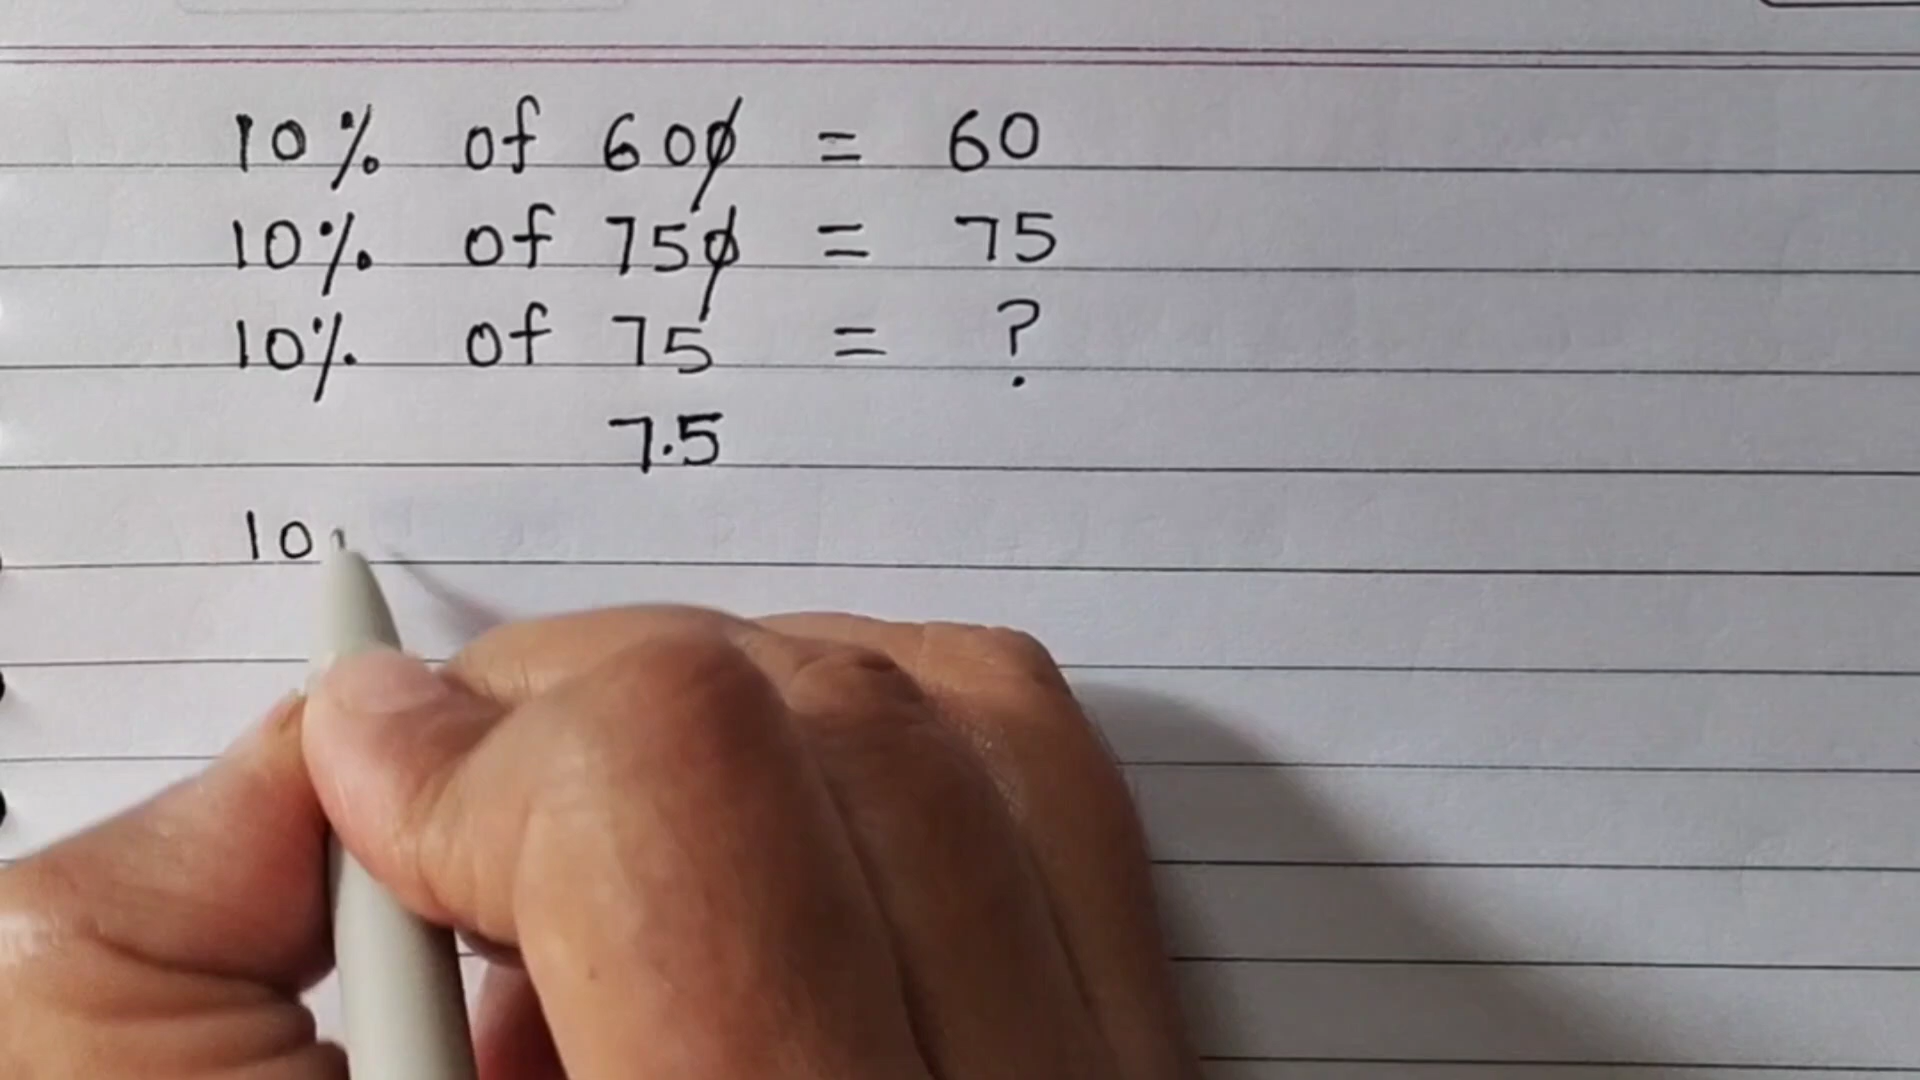 10% of 600 = 60
10% of 750 = 75
10% of 75 = ?
7.5
10